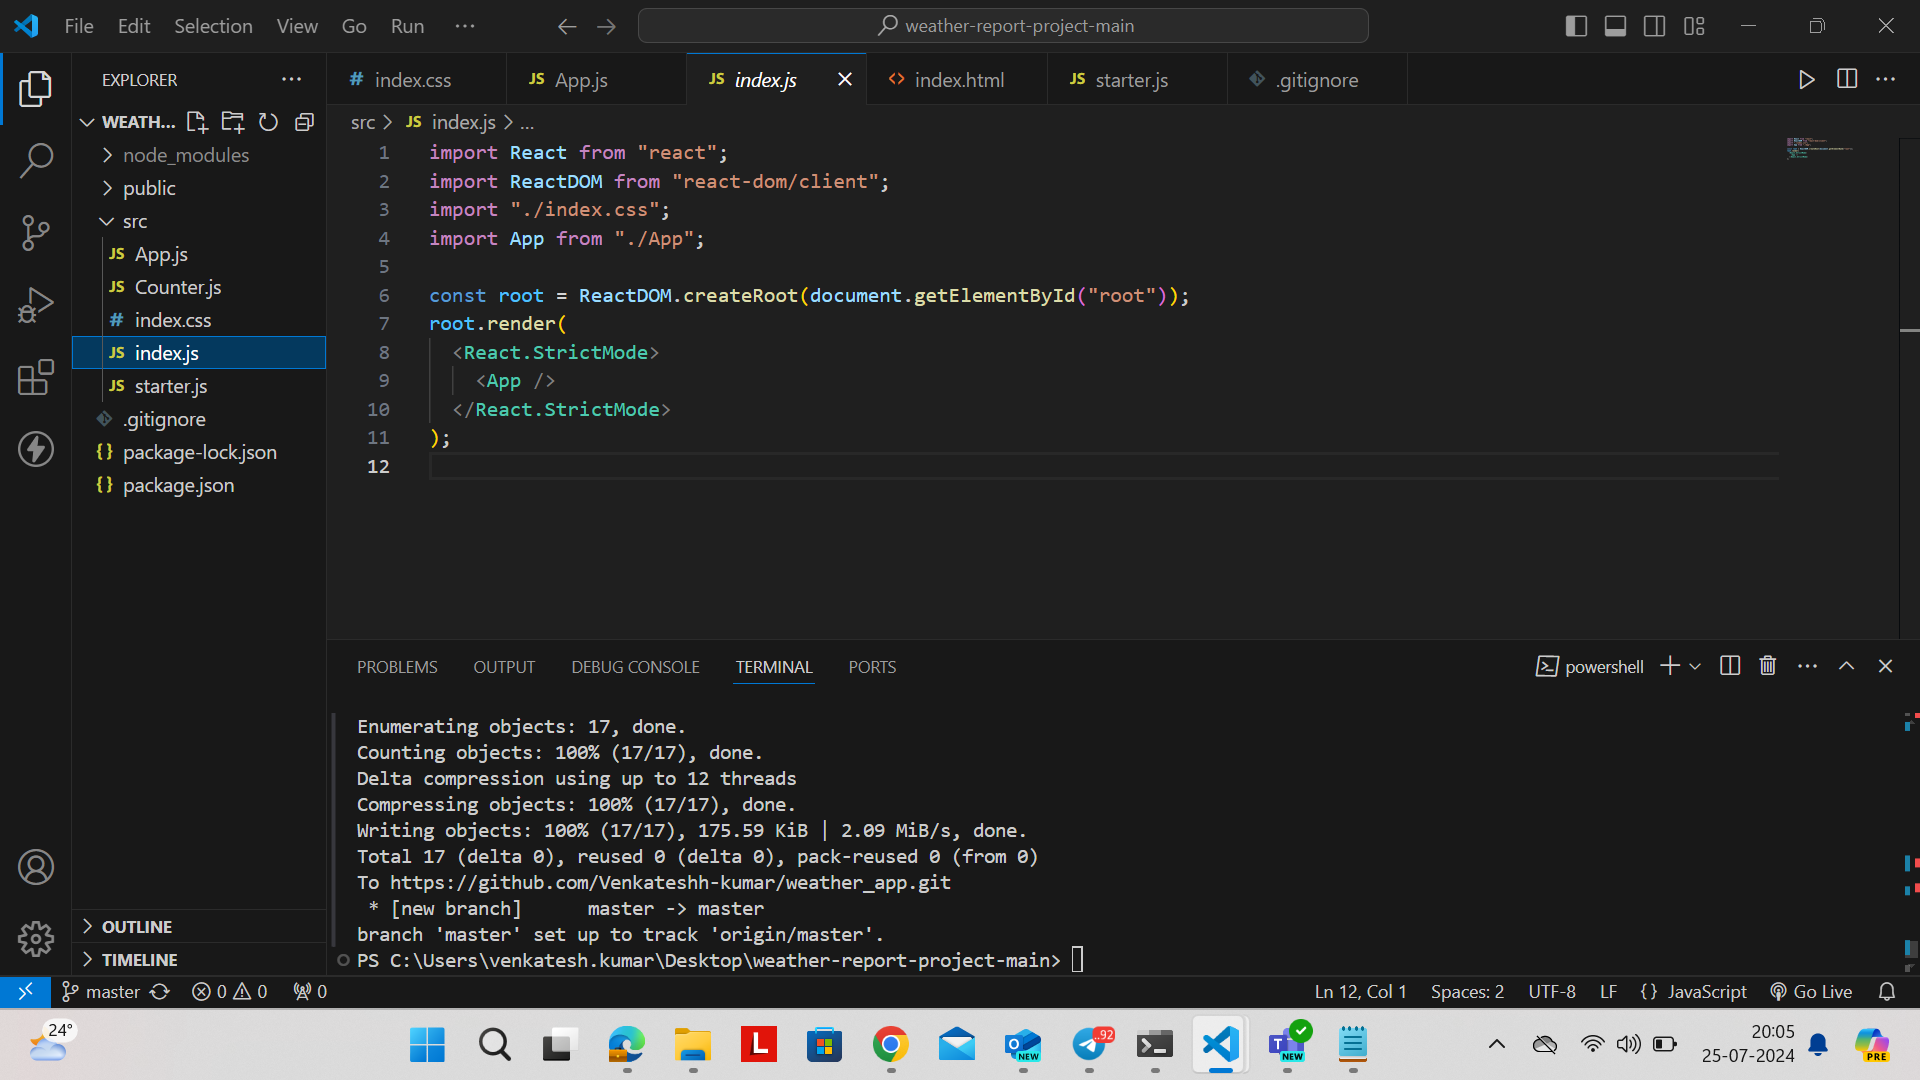 File Edit Selection View Go Run
weather-report-project-main
EXPLORER
WEATH...
node_modules
public
src
App.js
Counter.js
index.css
index.js
starter.js
.gitignore
package-lock.json
package.json
OUTLINE
TIMELINE
# index.css JS App.js JS index.js <> index.html JS starter.js .gitignore
src > JS index.js > ...
1 import React from "react";
2 import ReactDOM from "react-dom/client";
3 import "./index.css";
4 import App from "./App";
5
6 const root = ReactDOM.createRoot(document.getElementById("root"));
7 root.render(
8 <React.StrictMode>
9 <App />
10 </React.StrictMode>
11 );
12
PROBLEMS OUTPUT DEBUG CONSOLE TERMINAL PORTS
powershell
Enumerating objects: 17, done.
Counting objects: 100% (17/17), done.
Delta compression using up to 12 threads
Compressing objects: 100% (17/17), done.
Writing objects: 100% (17/17), 175.59 KiB | 2.09 MiB/s, done.
Total 17 (delta 0), reused 0 (delta 0), pack-reused 0 (from 0)
To https://github.com/Venkateshh-kumar/weather_app.git
* [new branch] master -> master
branch 'master' set up to track 'origin/master'.
PS C:\Users\venkatesh.kumar\Desktop\weather-report-project-main>
master 0 0 0 Ln 12, Col 1 Spaces: 2 UTF-8 LF {} JavaScript Go Live
24°
L
NEW
..92
NEW
20:05
25-07-2024
PRE